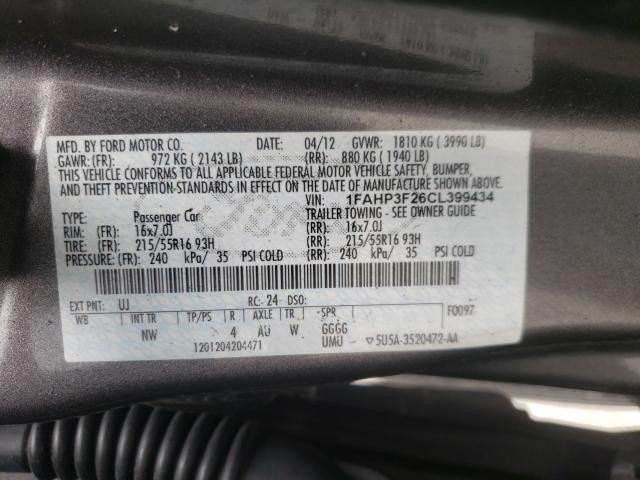 MFD. BY FORD MOTOR CO. DATE: 04/12 GVWR: 1810 KG ( 3990 LB)
GAWR: (FR): 972 KG ( 2143 LB) (RR): 880 KG ( 1940 LB)
THIS VEHICLE CONFORMS TO ALL APPLICABLE FEDERAL MOTOR VEHICLE SAFETY, BUMPER,
AND THEFT PREVENTION STANDARDS IN EFFECT ON THE DATE OF MANUFACTURE SHOWN ABOVE.
VIN: 1FAHP3F26CL399434
TYPE: Passenger Car TRAILER TOWING - SEE OWNER GUIDE
RIM: (FR): 16x7.0J (RR): 16x7.0J
TIRE: (FR): 215/55R16 93H (RR): 215/55R16 93H
PRESSURE: (FR): 240 kPa/ 35 PSI COLD (RR): 240 kPa/ 35 PSI COLD
EXT PNT: UJ RC: 24 DSO: F0097
WB INT TR TP/PS R AXLE TR SPR
NW 4 AU W GGGG
1201204204471 UMU 5U5A-3520472-AA